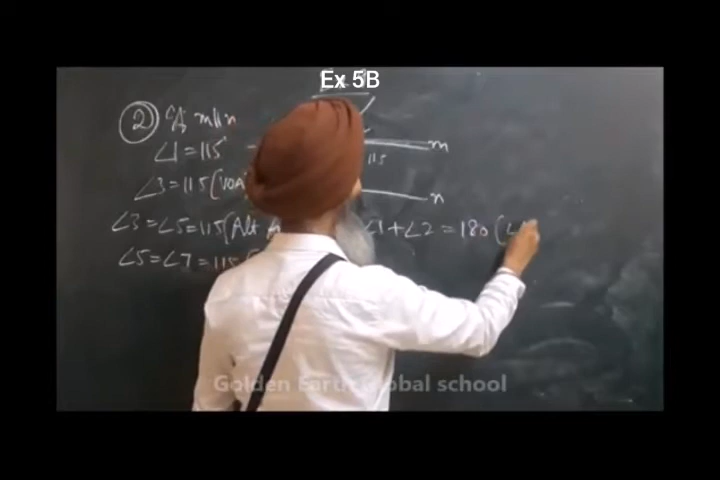 Ex 5B
② If m||n
m
∠1 = 115°
115
∠3 = 115 (VOA
n
∠3 = ∠5 = 115 (Alt
∠1 + ∠2 = 180 (L
∠5 = ∠7 = 115
Golden Earth Global school